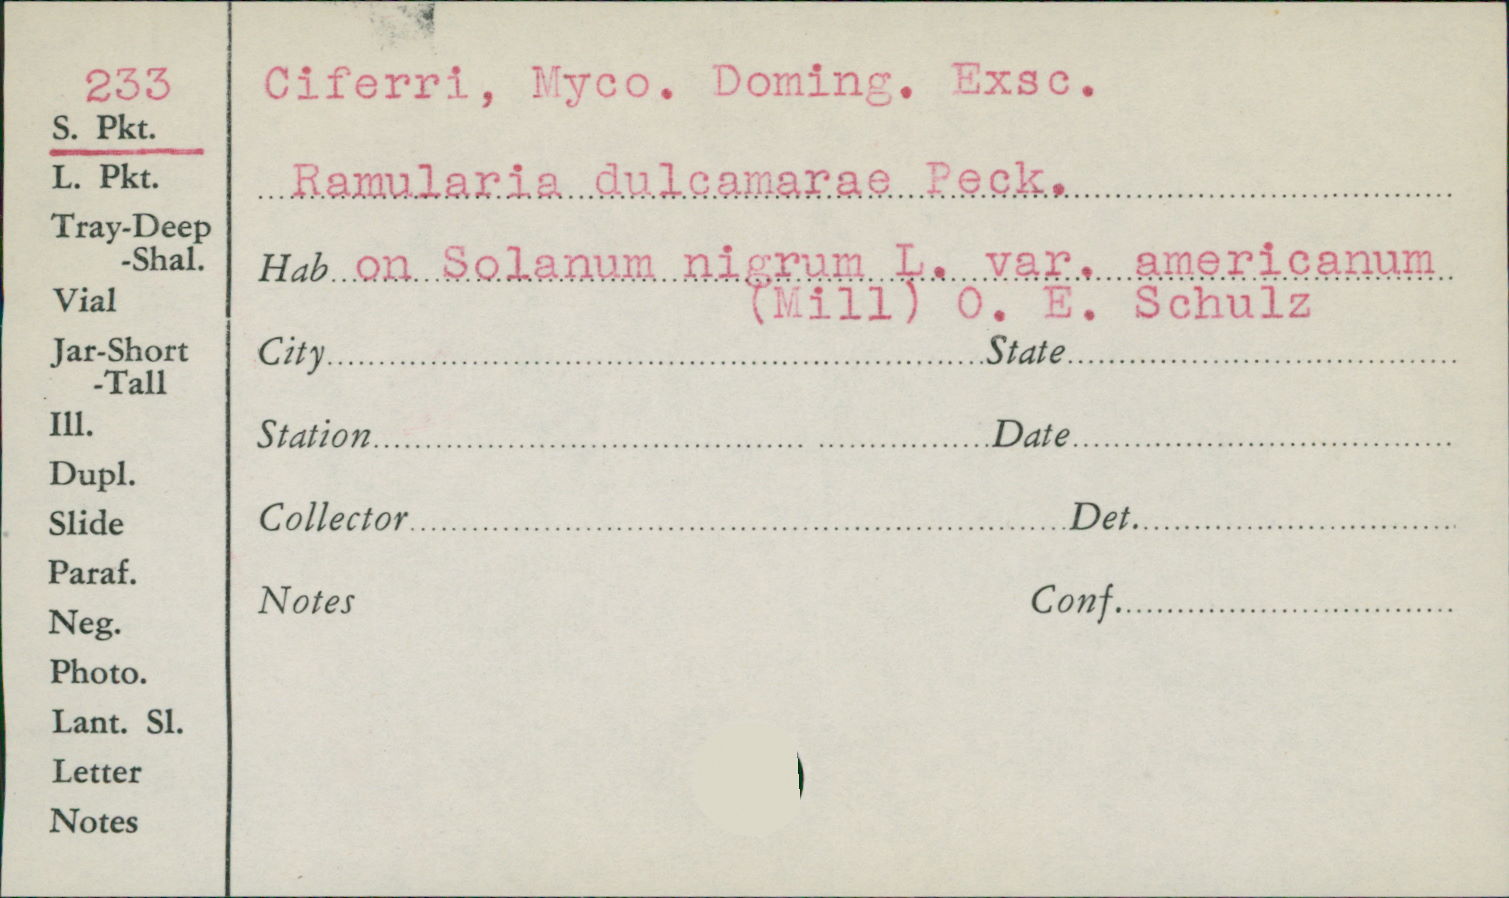 233 Ciferri, Myco. Doming. Exsc.
S. Pkt.
L. Pkt. Ramularia dulcamarae Peck.
Tray-Deep
-Shal. Hab on Solanum nigrum L. var. americanum
Vial (Mill) O. E. Schulz
Jar-Short City State
-Tall
Ill. Station Date
Dupl.
Slide Collector Det.
Paraf. Notes Conf.
Neg.
Photo.
Lant. Sl.
Letter
Notes